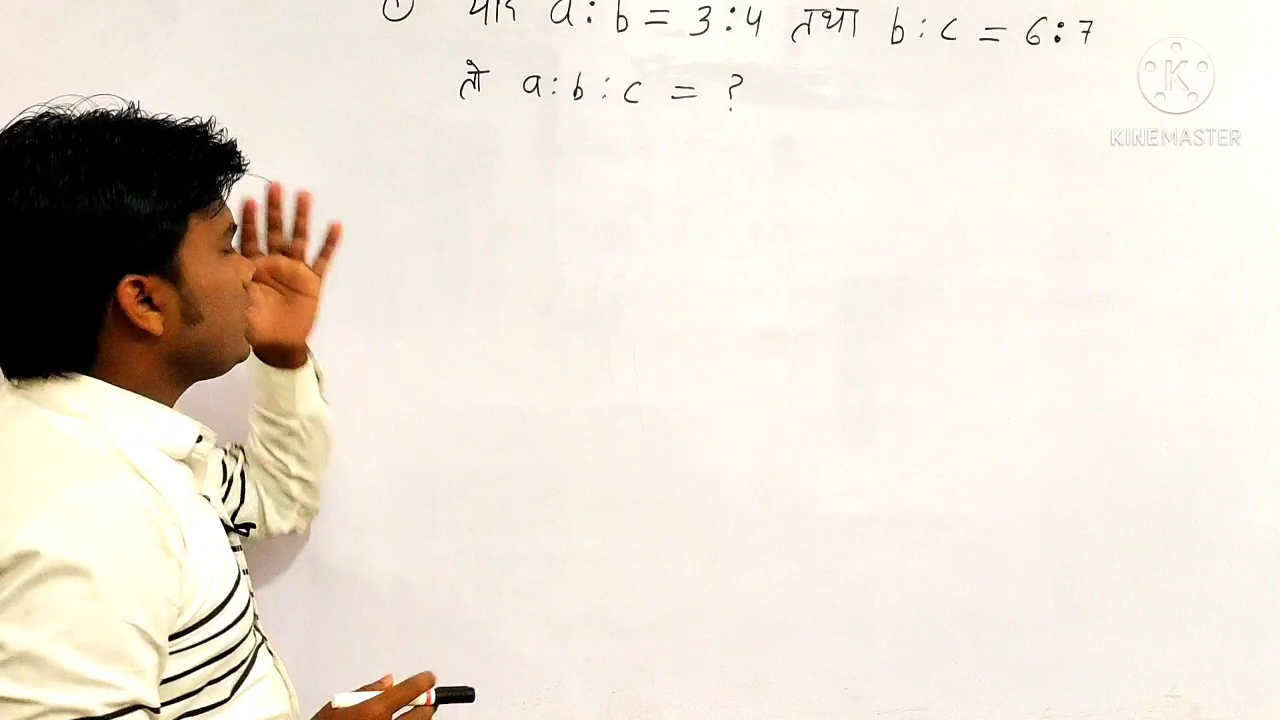 ① यदि a : b = 3 : 4 तथा b : c = 6 : 7
तो a : b : c = ?
K
KINEMASTER